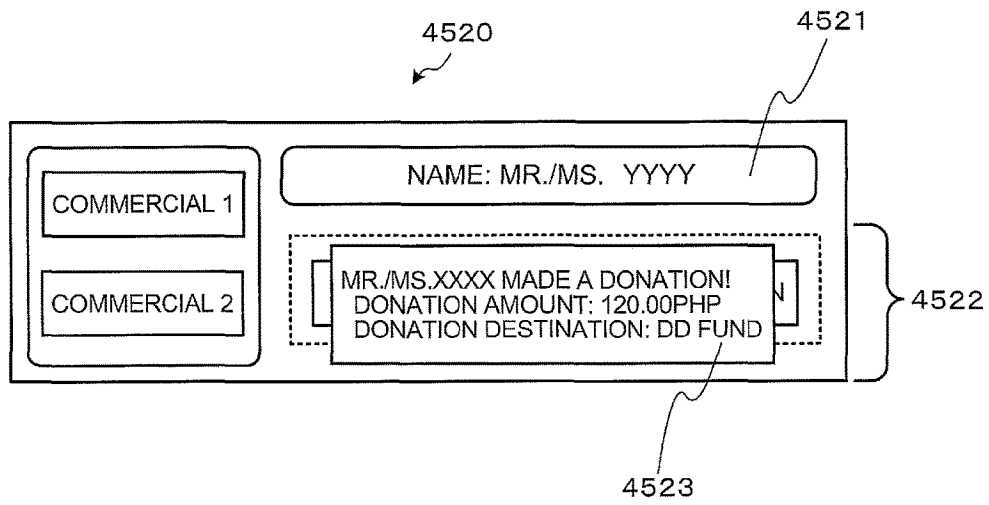 4520
4521
NAME: MR./MS. YYYY
COMMERCIAL 1
COMMERCIAL 2
MR./MS.XXXX MADE A DONATION!
DONATION AMOUNT: 120.00PHP
DONATION DESTINATION: DD FUND
4522
4523